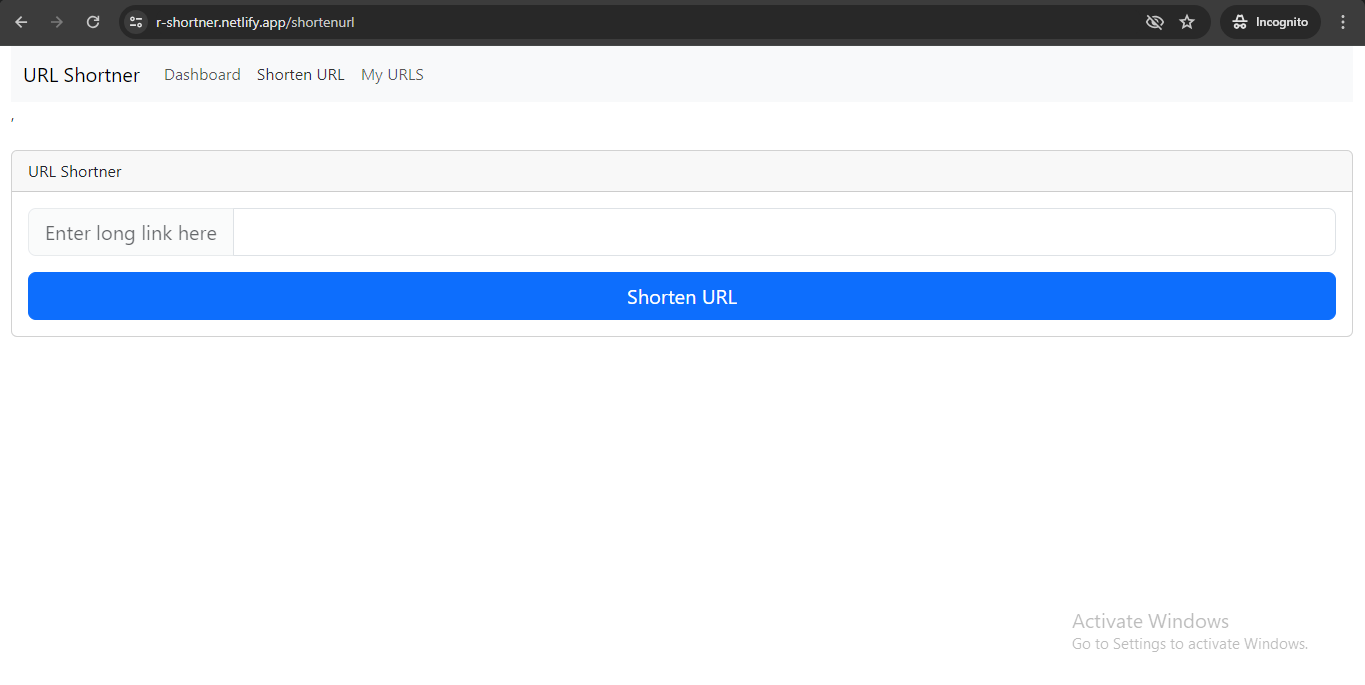 r-shortner.netlify.app/shortenurl
Incognito
URL Shortner Dashboard Shorten URL My URLS
,
URL Shortner
Enter long link here
Shorten URL
Activate Windows
Go to Settings to activate Windows.